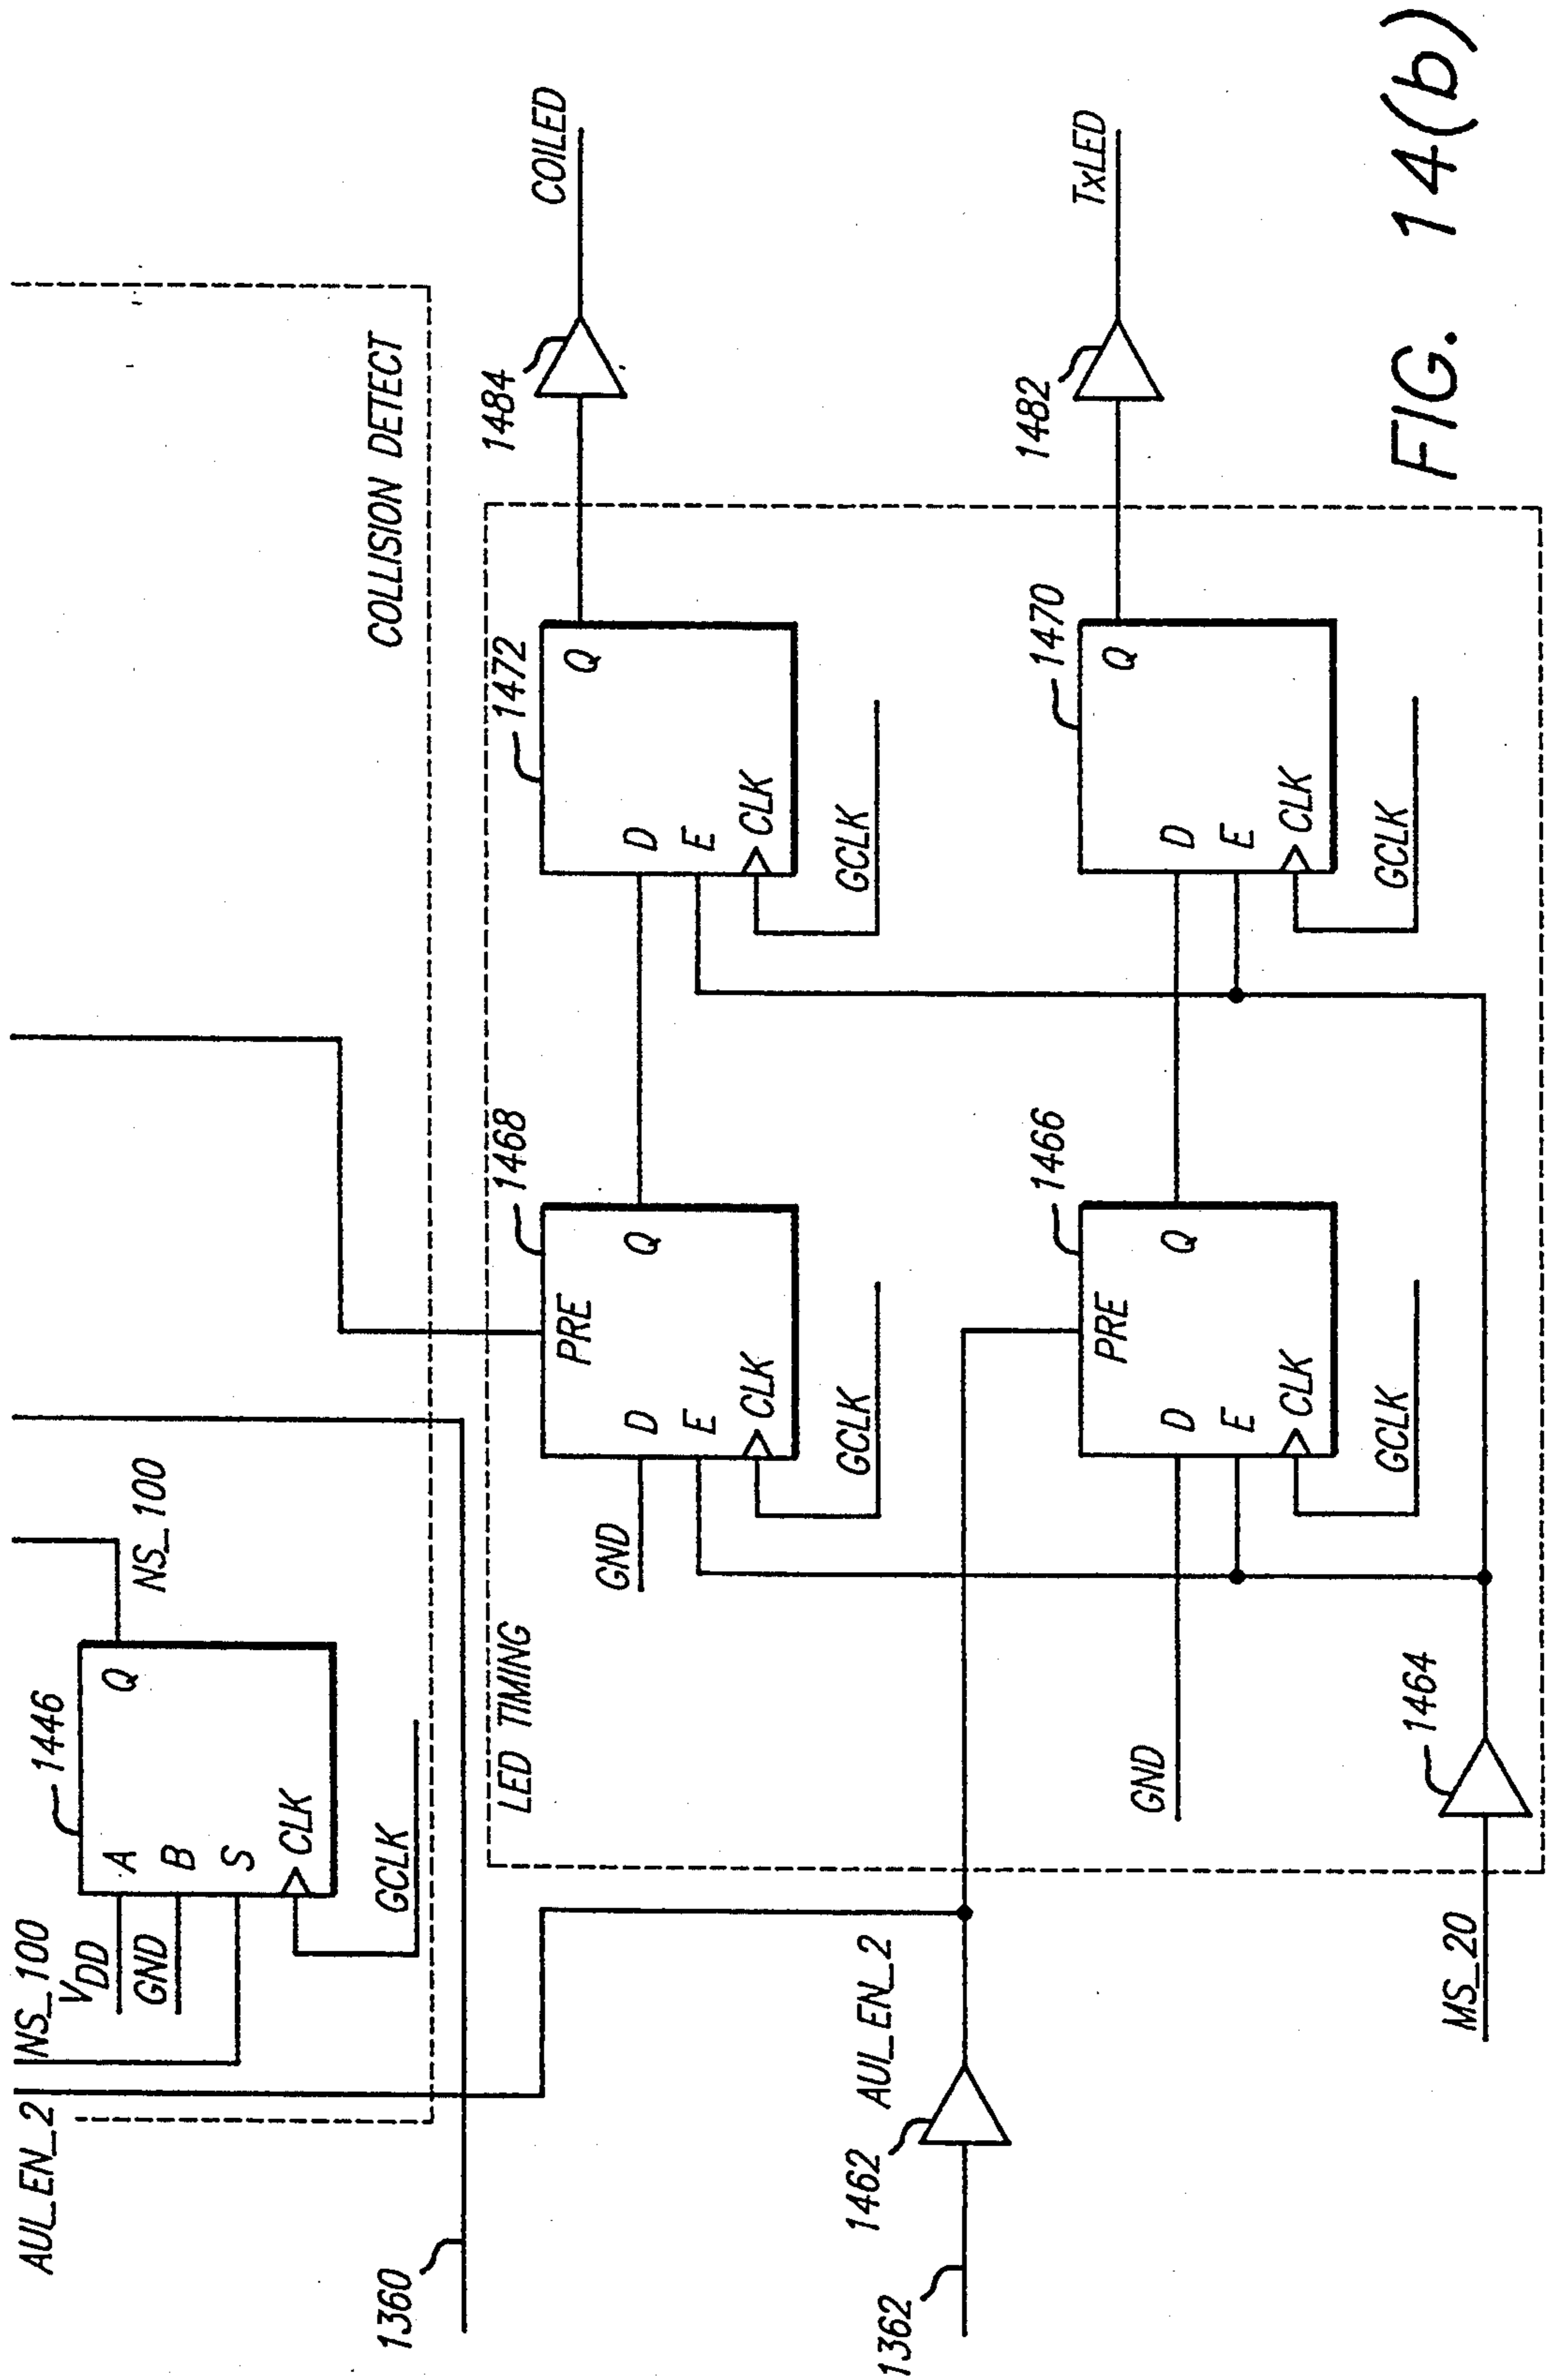 AUI_EN_2
NS_100
V_DD
GND
1446
A
B
S
CLK
Q
NS_100
GCLK
COLLISION DETECT
1360
LED TIMING
1468
1472
1484
COILED
PRE
Q
Q
GND
D
D
E
E
CLK
CLK
GCLK
GCLK
1362
1462
AUI_EN_2
1466
1470
1482
TxLED
PRE
Q
Q
GND
D
D
E
E
CLK
CLK
GCLK
GCLK
MS_20
1464
FIG. 14(b)